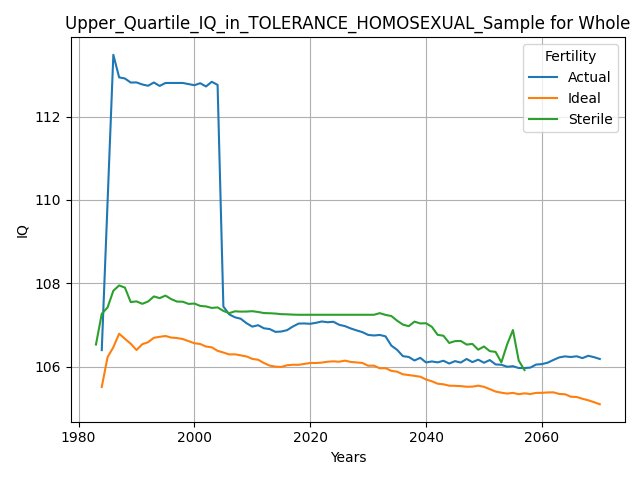 Upper_Quartile_IQ_in_TOLERANCE_HOMOSEXUAL_Sample for Whole
Fertility
Actual
Ideal
Sterile
112
110
108
106
IQ
1980
2000
2020
2040
2060
Years